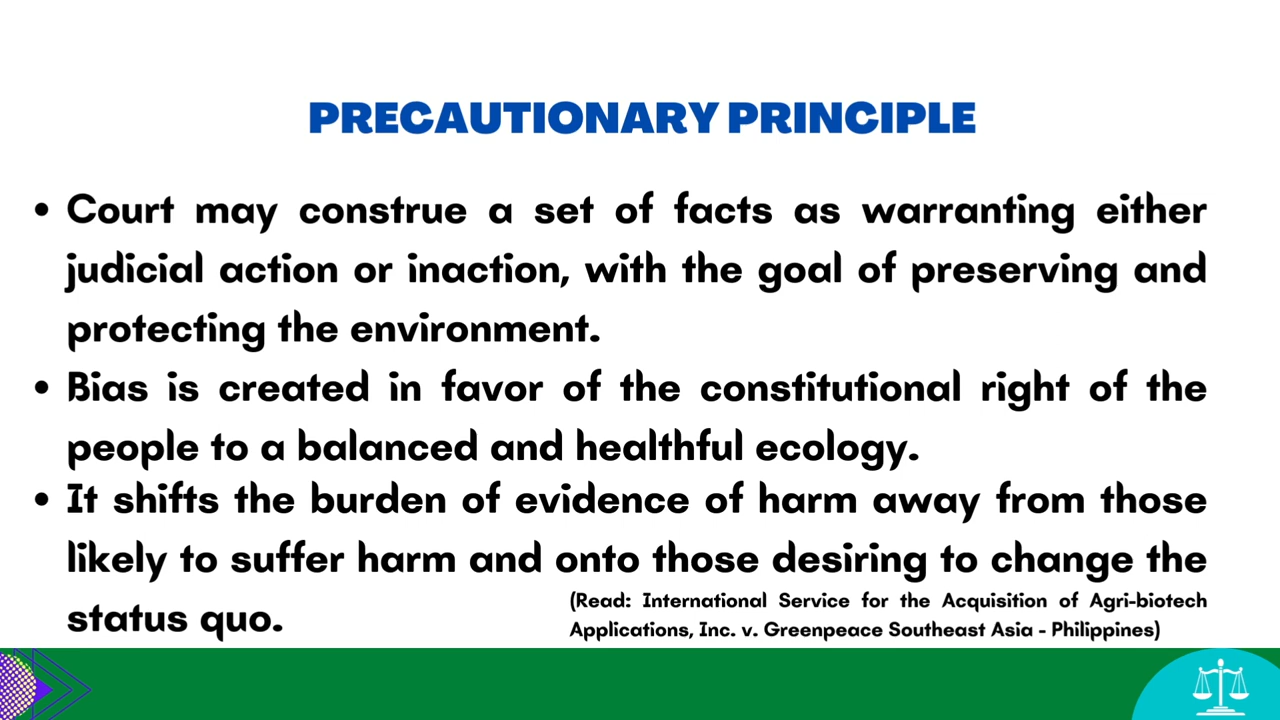 PRECAUTIONARY PRINCIPLE
• Court may construe a set of facts as warranting either
judicial action or inaction, with the goal of preserving and
protecting the environment.
• Bias is created in favor of the constitutional right of the
people to a balanced and healthful ecology.
• It shifts the burden of evidence of harm away from those
likely to suffer harm and onto those desiring to change the
status quo.
(Read: International Service for the Acquisition of Agri-biotech
Applications, Inc. v. Greenpeace Southeast Asia - Philippines)